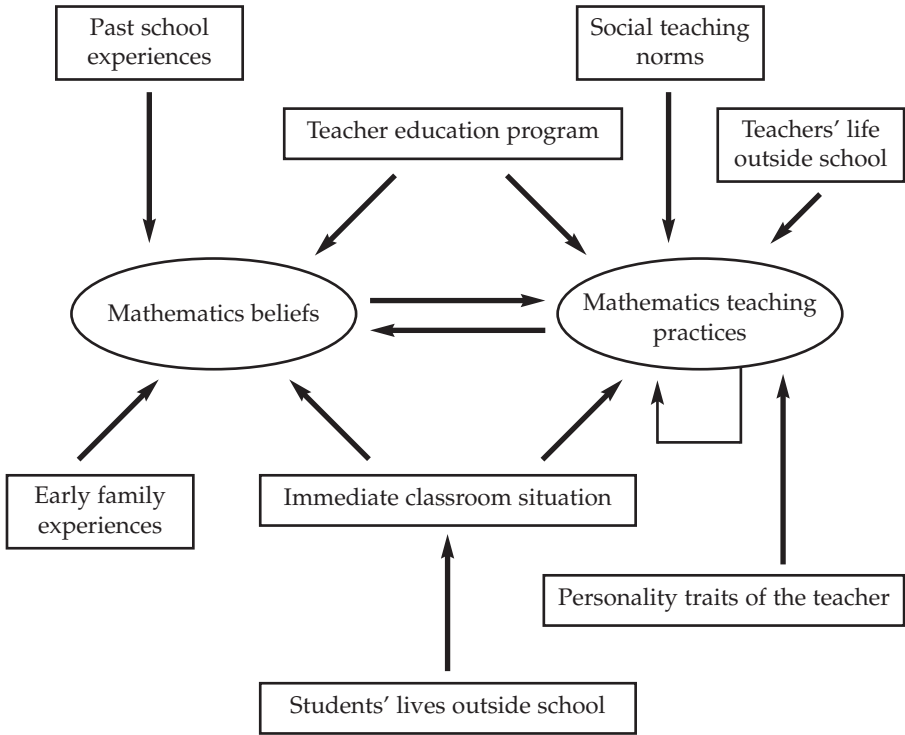 Past school
experiences
Social teaching
norms
Teacher education program
Teachers’ life
outside school
Mathematics beliefs
Mathematics teaching
practices
Early family
experiences
Immediate classroom situation
Personality traits of the teacher
Students’ lives outside school